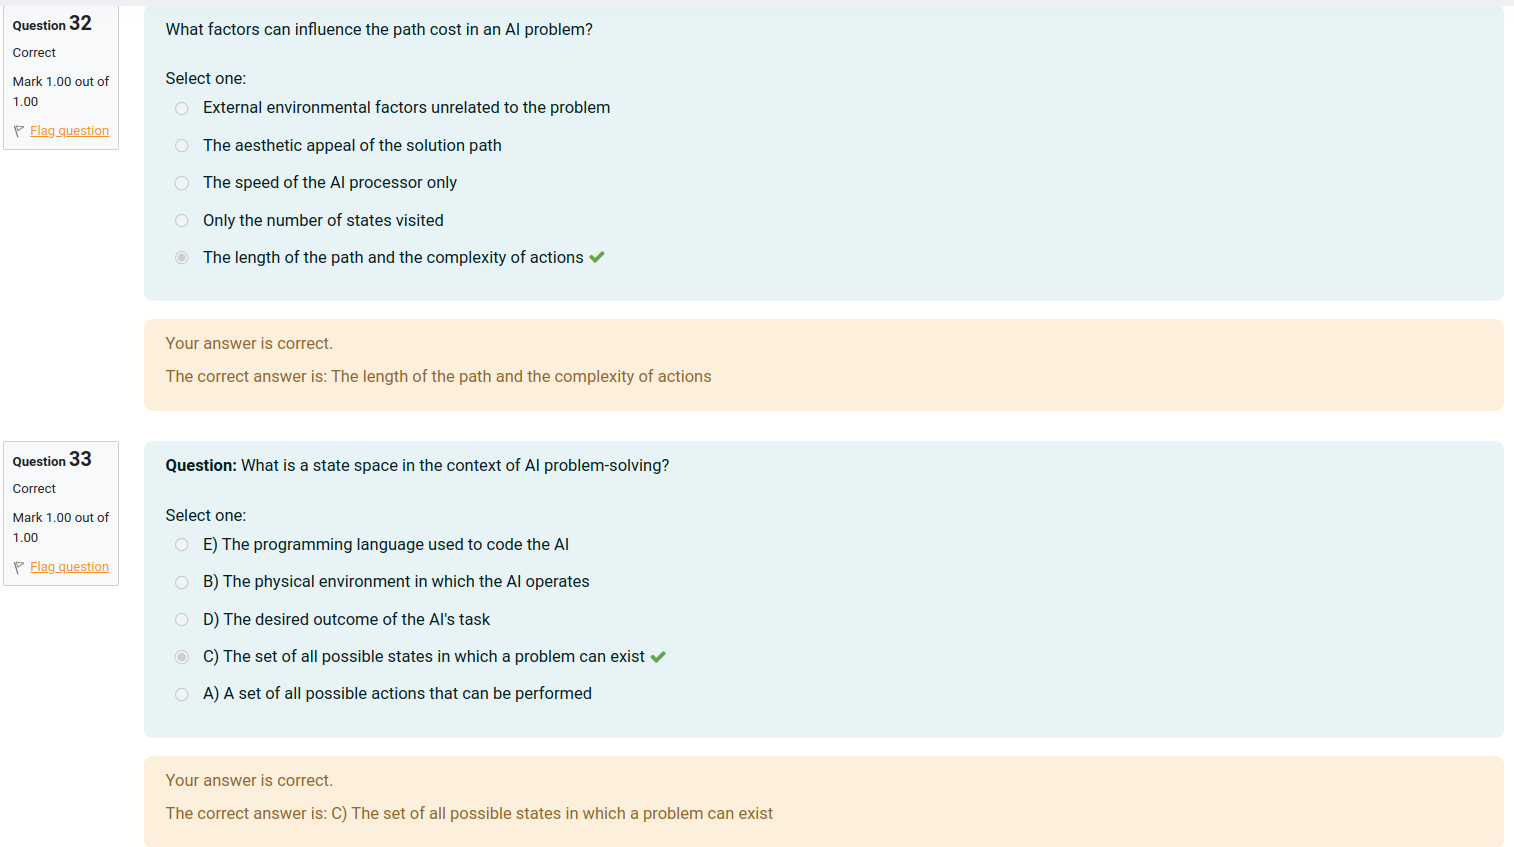 Question 32
Correct
Mark 1.00 out of
1.00
Flag question
What factors can influence the path cost in an AI problem?
Select one:
External environmental factors unrelated to the problem
The aesthetic appeal of the solution path
The speed of the AI processor only
Only the number of states visited
The length of the path and the complexity of actions
Your answer is correct.
The correct answer is: The length of the path and the complexity of actions
Question 33
Correct
Mark 1.00 out of
1.00
Flag question
Question: What is a state space in the context of AI problem-solving?
Select one:
E) The programming language used to code the AI
B) The physical environment in which the AI operates
D) The desired outcome of the AI's task
C) The set of all possible states in which a problem can exist
A) A set of all possible actions that can be performed
Your answer is correct.
The correct answer is: C) The set of all possible states in which a problem can exist